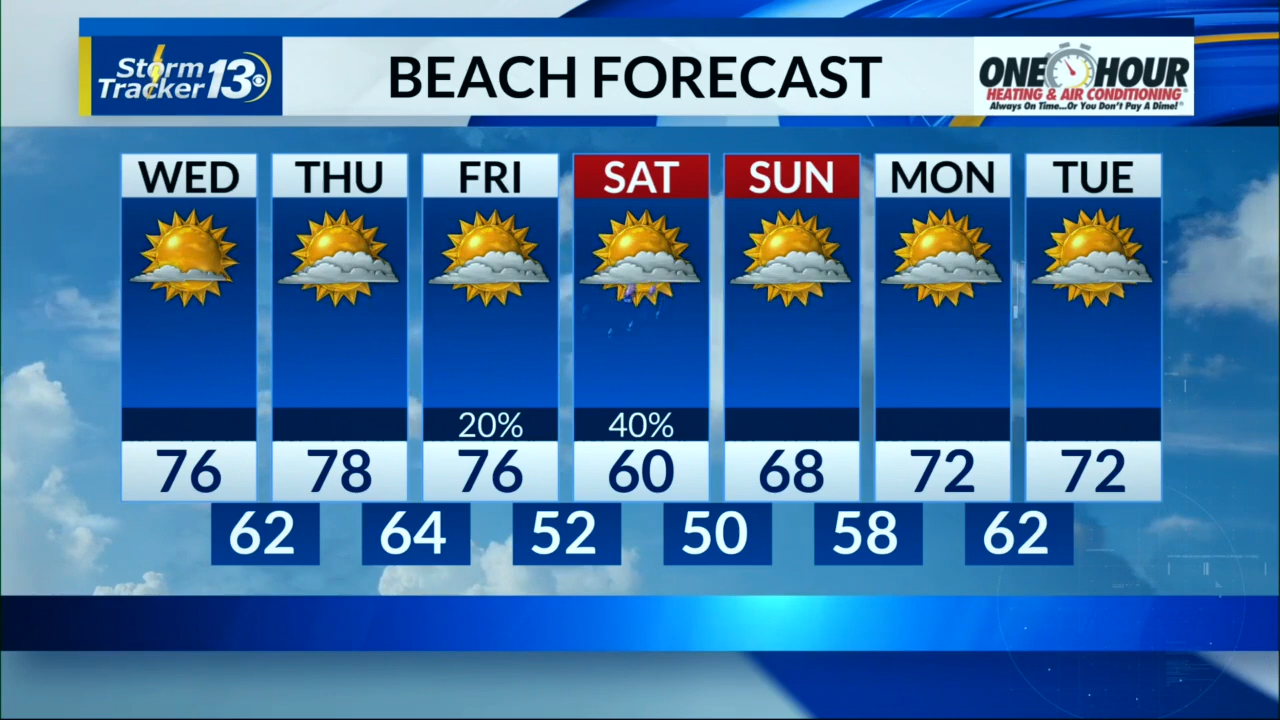 Storm
Tracker 13
BEACH FORECAST
ONE HOUR
HEATING & AIR CONDITIONING
Always On Time...Or You Don't Pay A Dime!®
WED THU FRI SAT SUN MON TUE
20% 40%
76 78 76 60 68 72 72
62 64 52 50 58 62